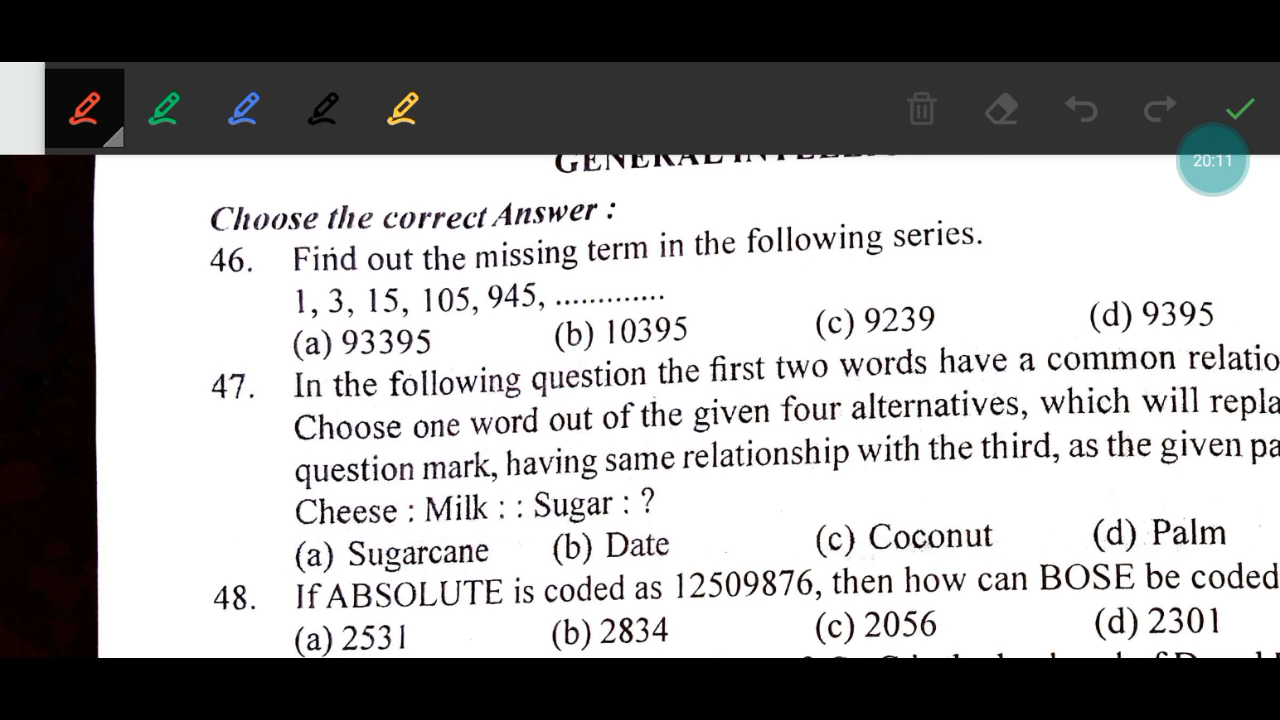 20:11
Choose the correct Answer :
46. Find out the missing term in the following series.
1, 3, 15, 105, 945, .............
(a) 93395 (b) 10395 (c) 9239 (d) 9395
47. In the following question the first two words have a common relatio
Choose one word out of the given four alternatives, which will repla
question mark, having same relationship with the third, as the given pa
Cheese : Milk : : Sugar : ?
(a) Sugarcane (b) Date (c) Coconut (d) Palm
48. If ABSOLUTE is coded as 12509876, then how can BOSE be coded
(a) 2531 (b) 2834 (c) 2056 (d) 2301